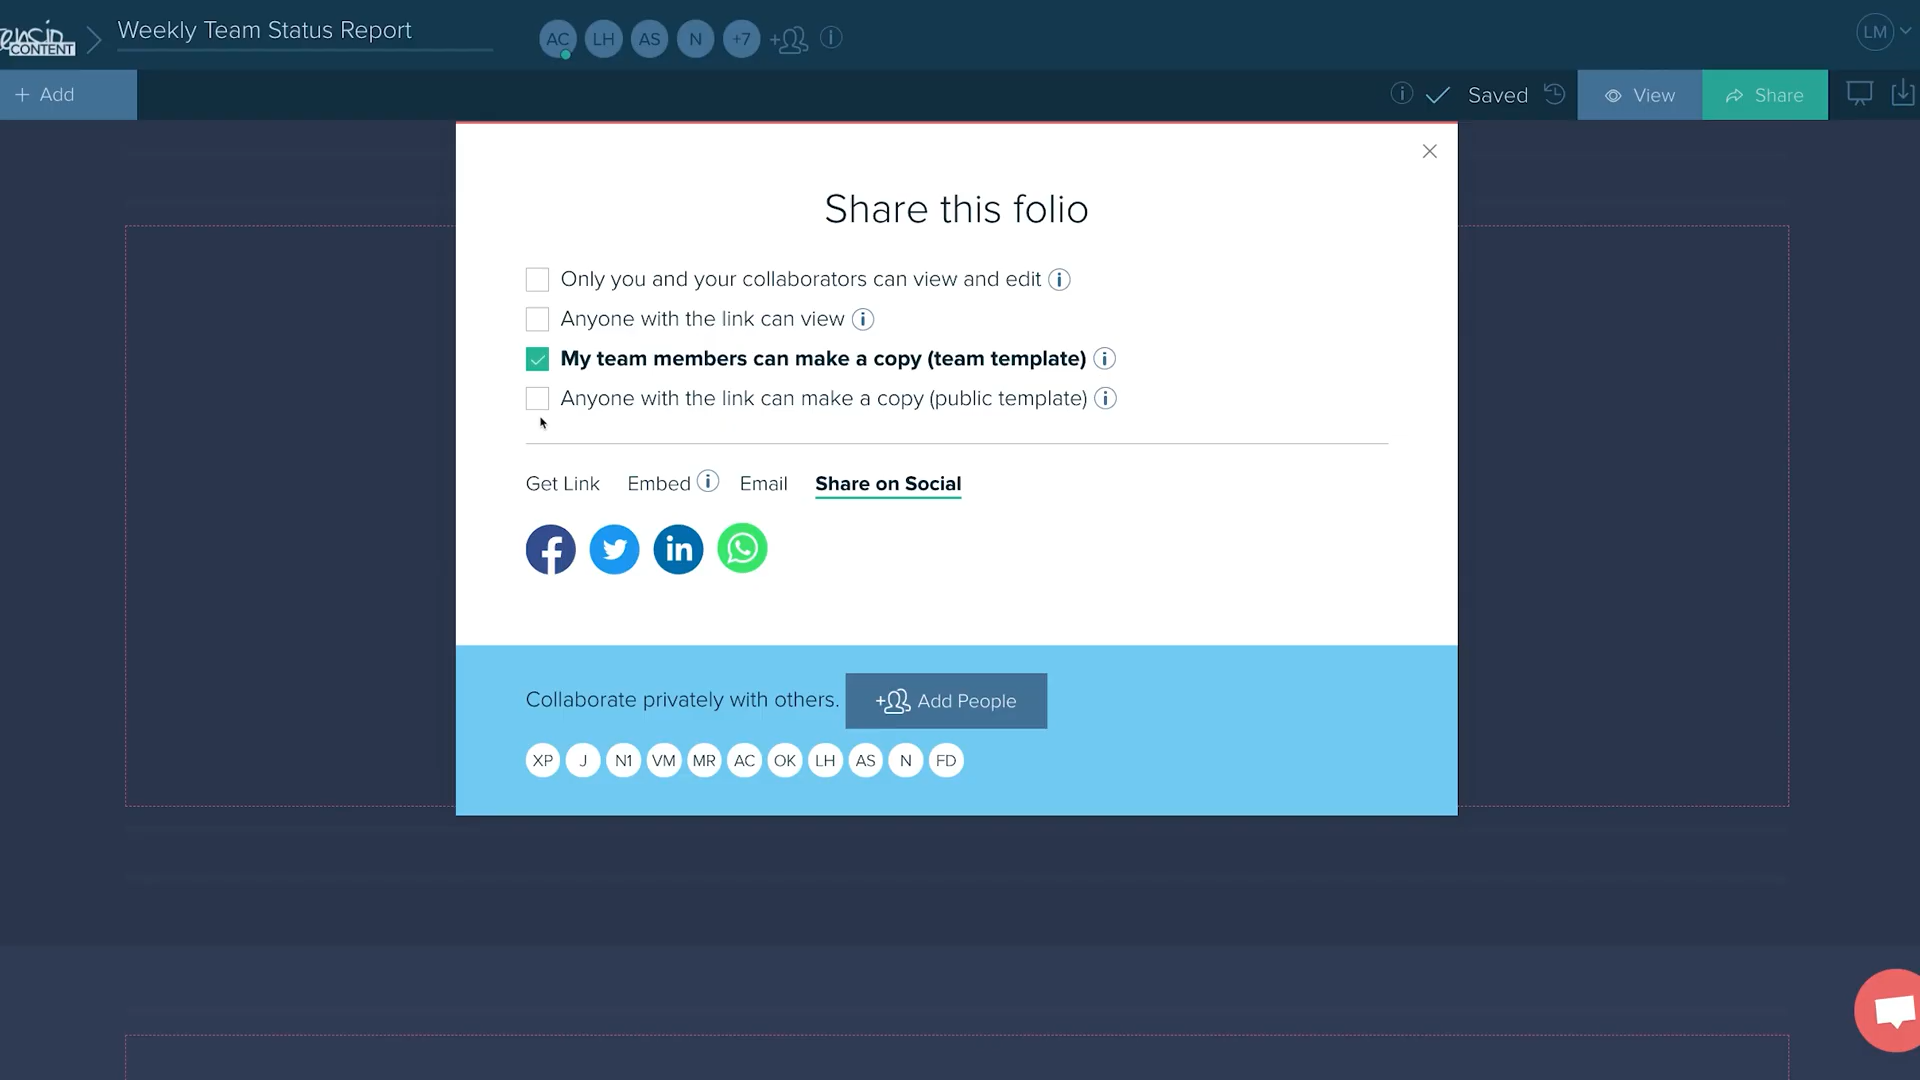 CONTENT
Weekly Team Status Report
AC LH AS N +7
LM
+ Add
Saved
View
Share
Share this folio
Only you and your collaborators can view and edit
Anyone with the link can view
My team members can make a copy (team template)
Anyone with the link can make a copy (public template)
Get Link Embed Email Share on Social
Collaborate privately with others.
Add People
XP J N1 VM MR AC OK LH AS N FD